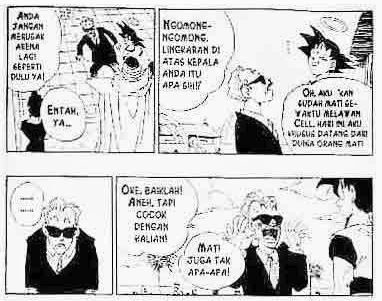 ANDA
JANGAN
MERUSAK
ARENA
LAGI
SEPERTI
DULU YA!
ENTAH,
YA...
NGOMONG-
NGOMONG,
LINGKARAN DI
ATAS KEPALA
ANDA ITU
APA SIH!?
OH, AKU 'KAN
SUDAH MATI SE-
WAKTU MELAWAN
CELL. HARI INI AKU
KHUSUS DATANG DARI
DUNIA ORANG MATI
......
......
OKE, BAIKLAH!
ANEH, TAPI
COCOK
DENGAN
KALIAN!
MATI
JUGA TAK
APA-APA!